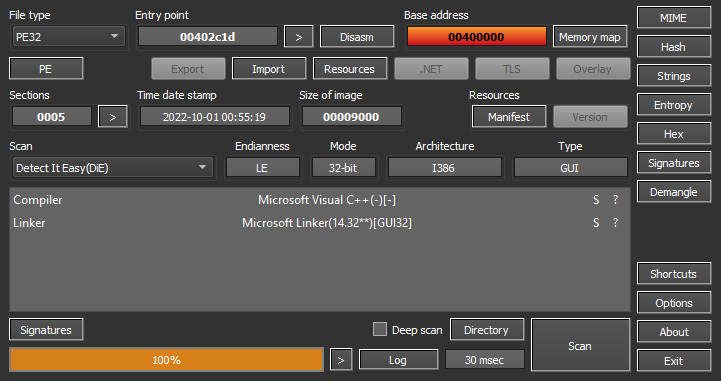 File type Entry point Base address MIME
PE32 00402c1d > Disasm 00400000 Memory map Hash
PE Export Import Resources .NET TLS Overlay Strings
Sections Time date stamp Size of image Resources Entropy
0005 > 2022-10-01 00:55:19 00009000 Manifest Version Hex
Scan Endianness Mode Architecture Type Signatures
Detect It Easy(DiE) LE 32-bit I386 GUI Demangle
Compiler Microsoft Visual C++(-)[-] S ?
Linker Microsoft Linker(14.32**)[GUI32] S ?
Shortcuts
Options
Signatures Deep scan Directory Scan About
100% > Log 30 msec Exit